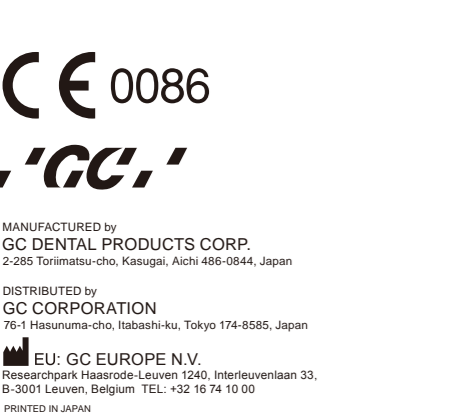 CE 0086
GC
MANUFACTURED by
GC DENTAL PRODUCTS CORP.
2-285 Toriimatsu-cho, Kasugai, Aichi 486-0844, Japan
DISTRIBUTED by
GC CORPORATION
76-1 Hasunuma-cho, Itabashi-ku, Tokyo 174-8585, Japan
EU: GC EUROPE N.V.
Researchpark Haasrode-Leuven 1240, Interleuvenlaan 33,
B-3001 Leuven, Belgium TEL: +32 16 74 10 00
PRINTED IN JAPAN